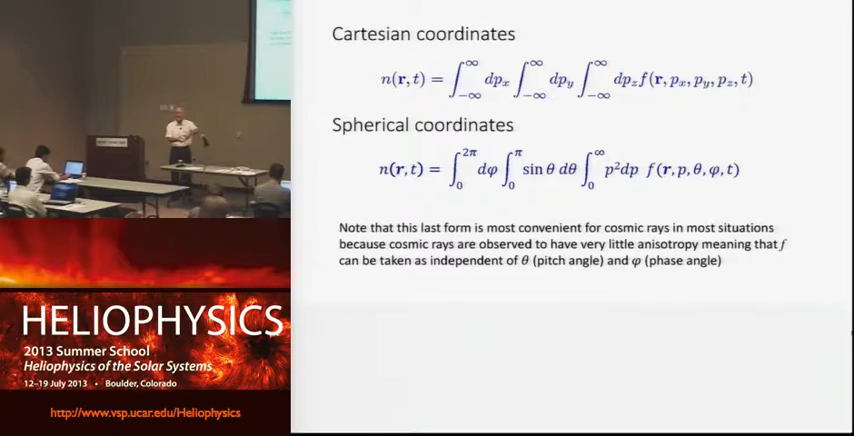 Cartesian coordinates
n(r, t) = ∫_{−∞}^{∞} dp_x ∫_{−∞}^{∞} dp_y ∫_{−∞}^{∞} dp_z f(r, p_x, p_y, p_z, t)
Spherical coordinates
n(r, t) = ∫_0^{2π} dφ ∫_0^π sin θ dθ ∫_0^∞ p²dp f(r, p, θ, φ, t)
Note that this last form is most convenient for cosmic rays in most situations
because cosmic rays are observed to have very little anisotropy meaning that f
can be taken as independent of θ (pitch angle) and φ (phase angle)
HELIOPHYSICS
2013 Summer School
Heliophysics of the Solar Systems
12–19 July 2013 • Boulder, Colorado
http://www.vsp.ucar.edu/Heliophysics